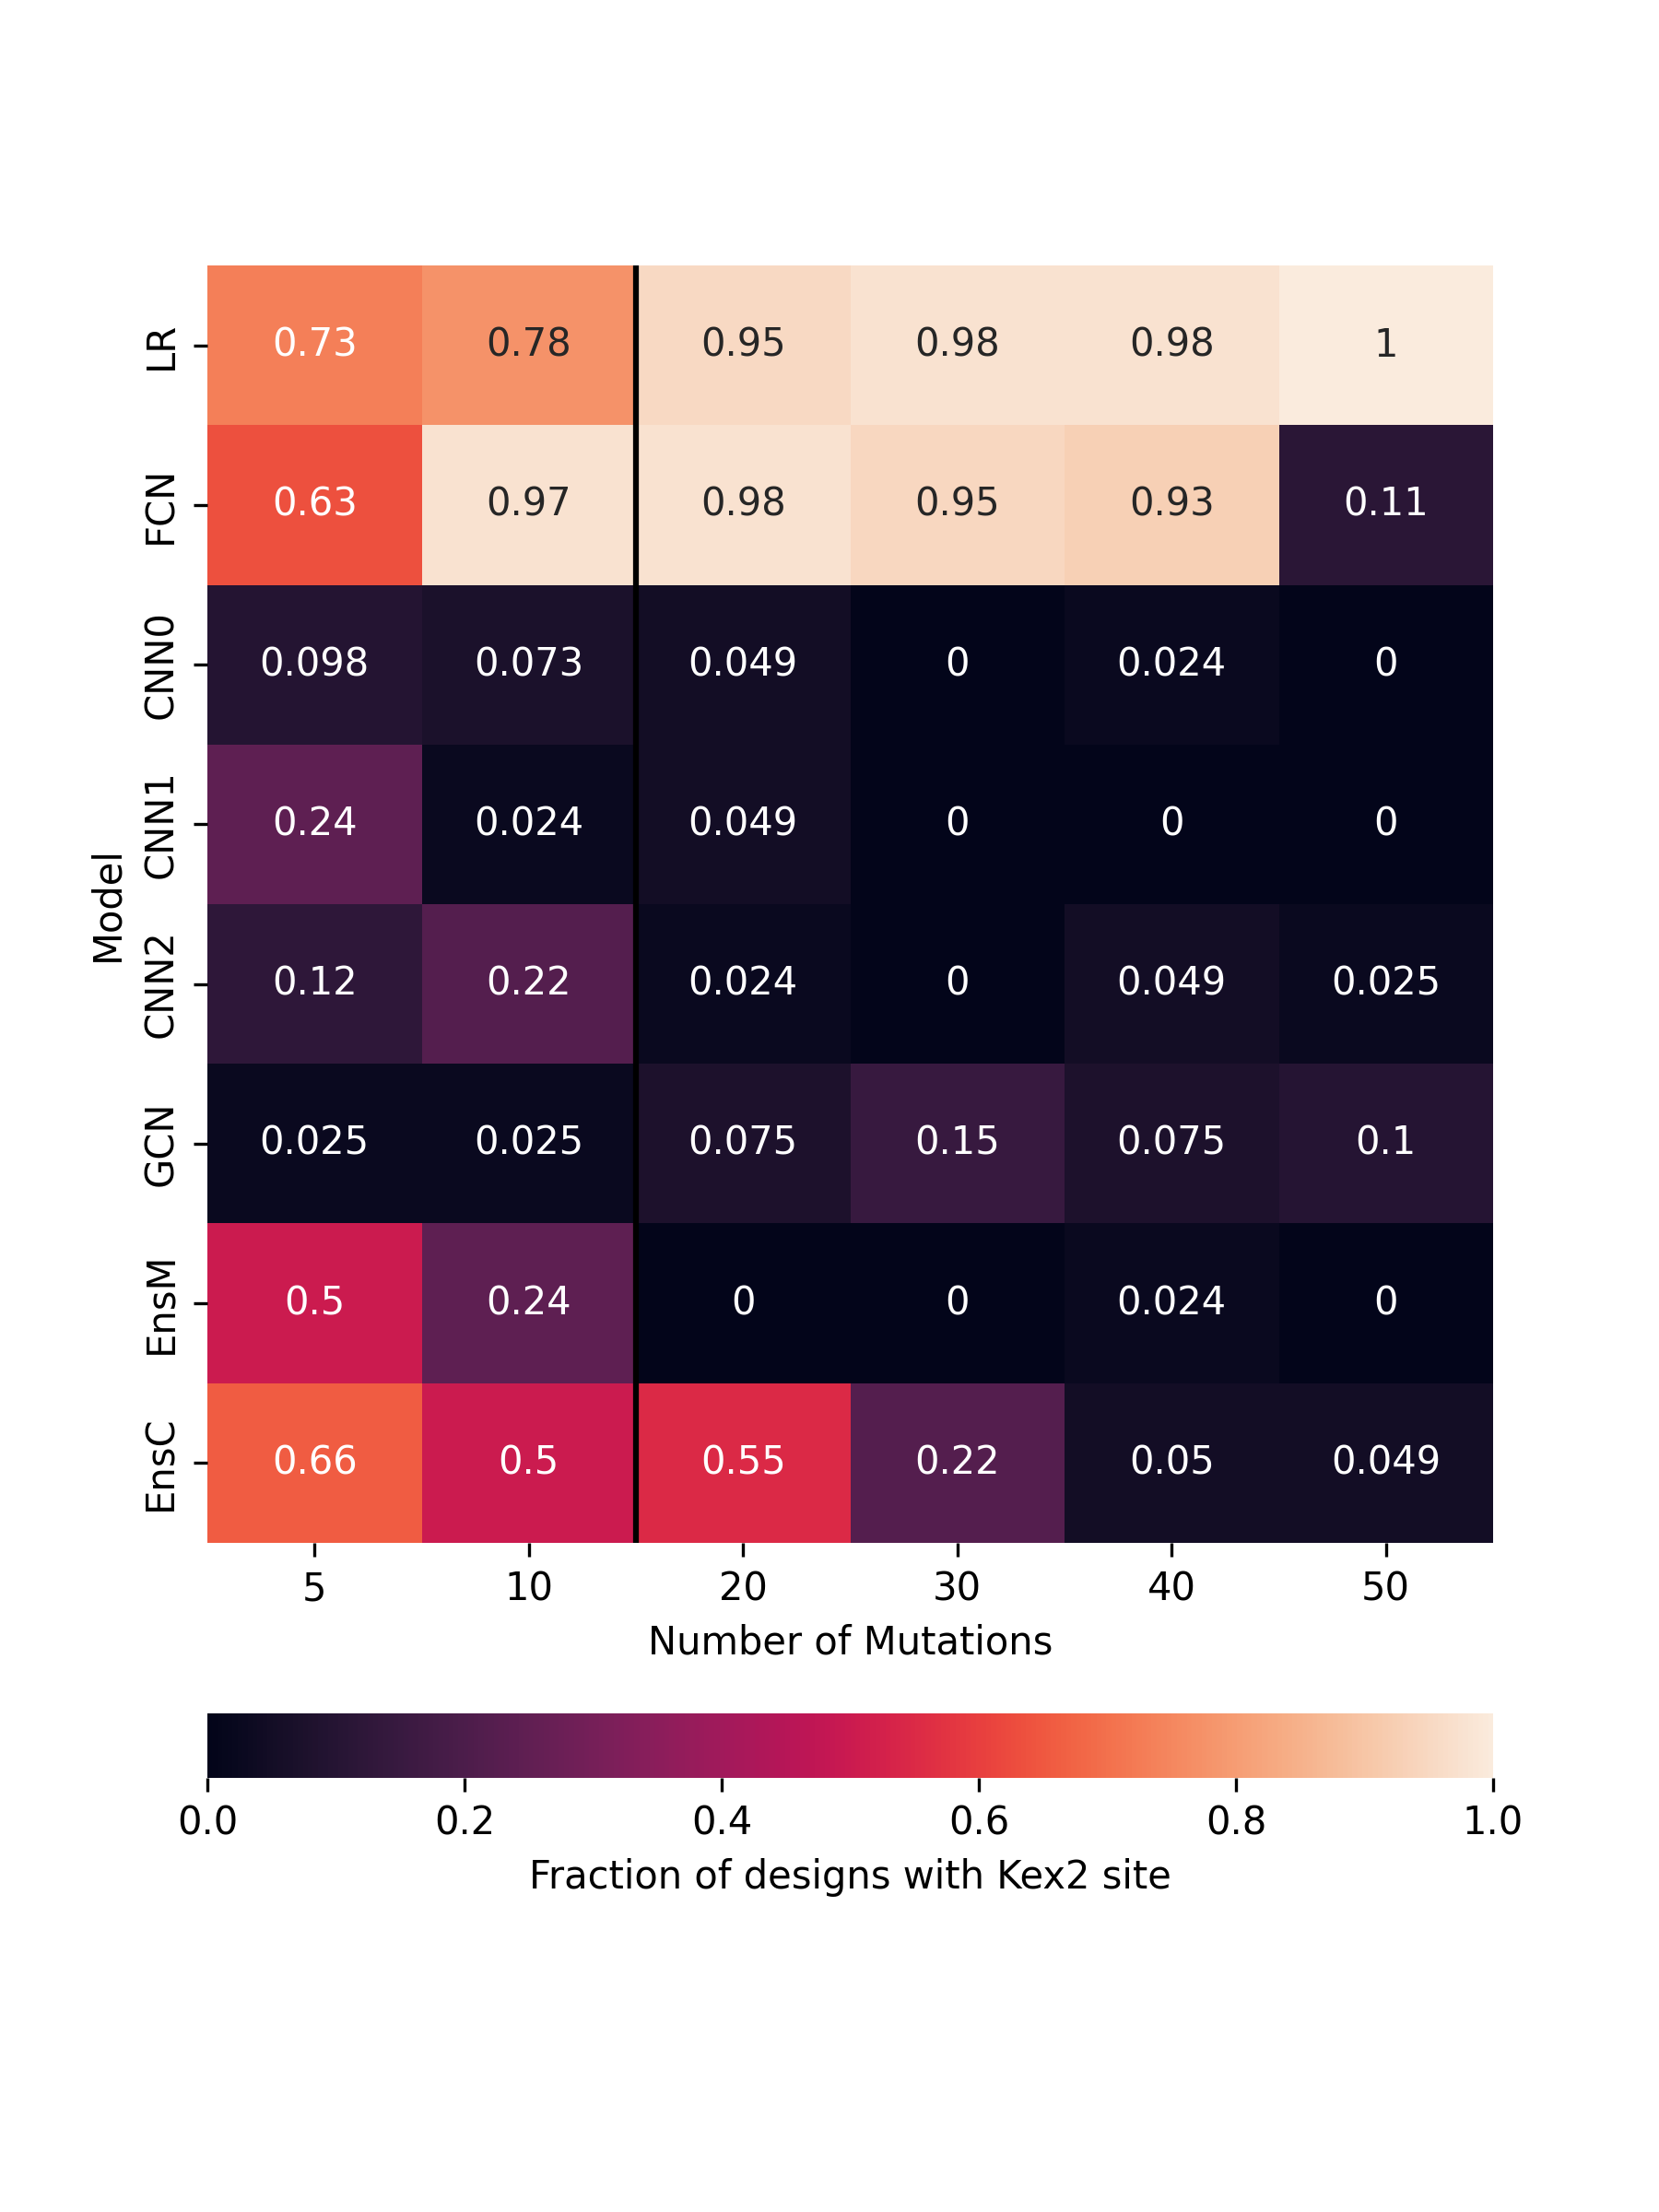 LR 0.73 0.78 0.95 0.98 0.98 1
FCN 0.63 0.97 0.98 0.95 0.93 0.11
CNN0 0.098 0.073 0.049 0 0.024 0
CNN1 0.24 0.024 0.049 0 0 0
Model
CNN2 0.12 0.22 0.024 0 0.049 0.025
GCN 0.025 0.025 0.075 0.15 0.075 0.1
EnsM 0.5 0.24 0 0 0.024 0
EnsC 0.66 0.5 0.55 0.22 0.05 0.049
5 10 20 30 40 50
Number of Mutations
0.0 0.2 0.4 0.6 0.8 1.0
Fraction of designs with Kex2 site